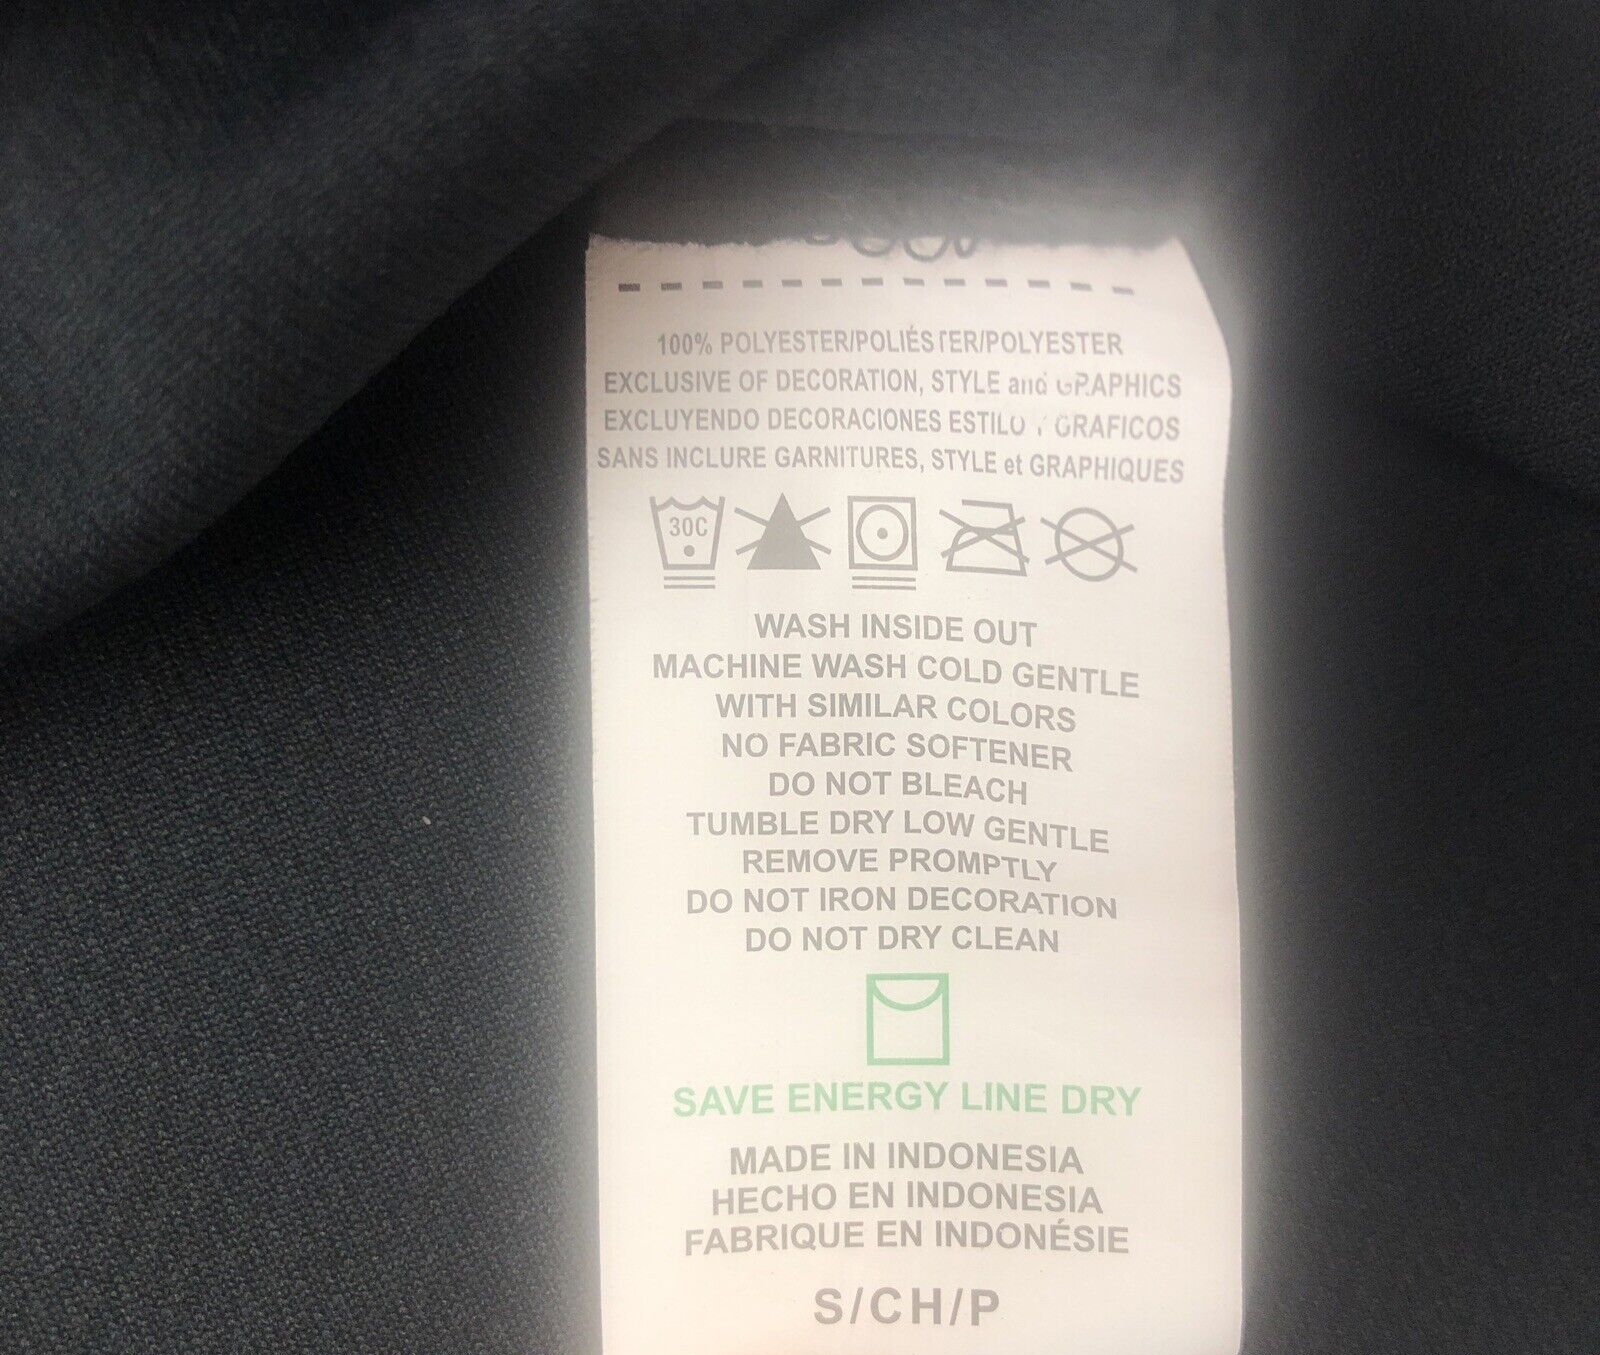 100% POLYESTER/POLIÉSTER/POLYESTER
EXCLUSIVE OF DECORATION, STYLE and GRAPHICS
EXCLUYENDO DECORACIONES ESTILO Y GRAFICOS
SANS INCLURE GARNITURES, STYLE et GRAPHIQUES
30C
WASH INSIDE OUT
MACHINE WASH COLD GENTLE
WITH SIMILAR COLORS
NO FABRIC SOFTENER
DO NOT BLEACH
TUMBLE DRY LOW GENTLE
REMOVE PROMPTLY
DO NOT IRON DECORATION
DO NOT DRY CLEAN
SAVE ENERGY LINE DRY
MADE IN INDONESIA
HECHO EN INDONESIA
FABRIQUE EN INDONÉSIE
S/CH/P